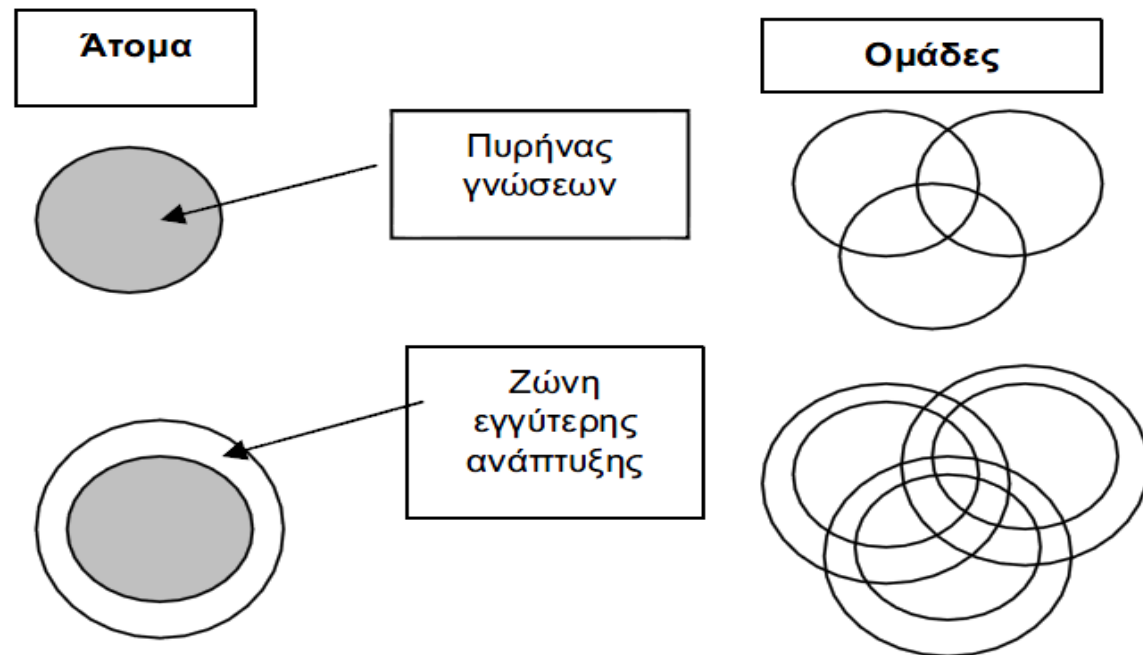 Άτομα
Ομάδες
Πυρήνας
γνώσεων
Ζώνη
εγγύτερης
ανάπτυξης